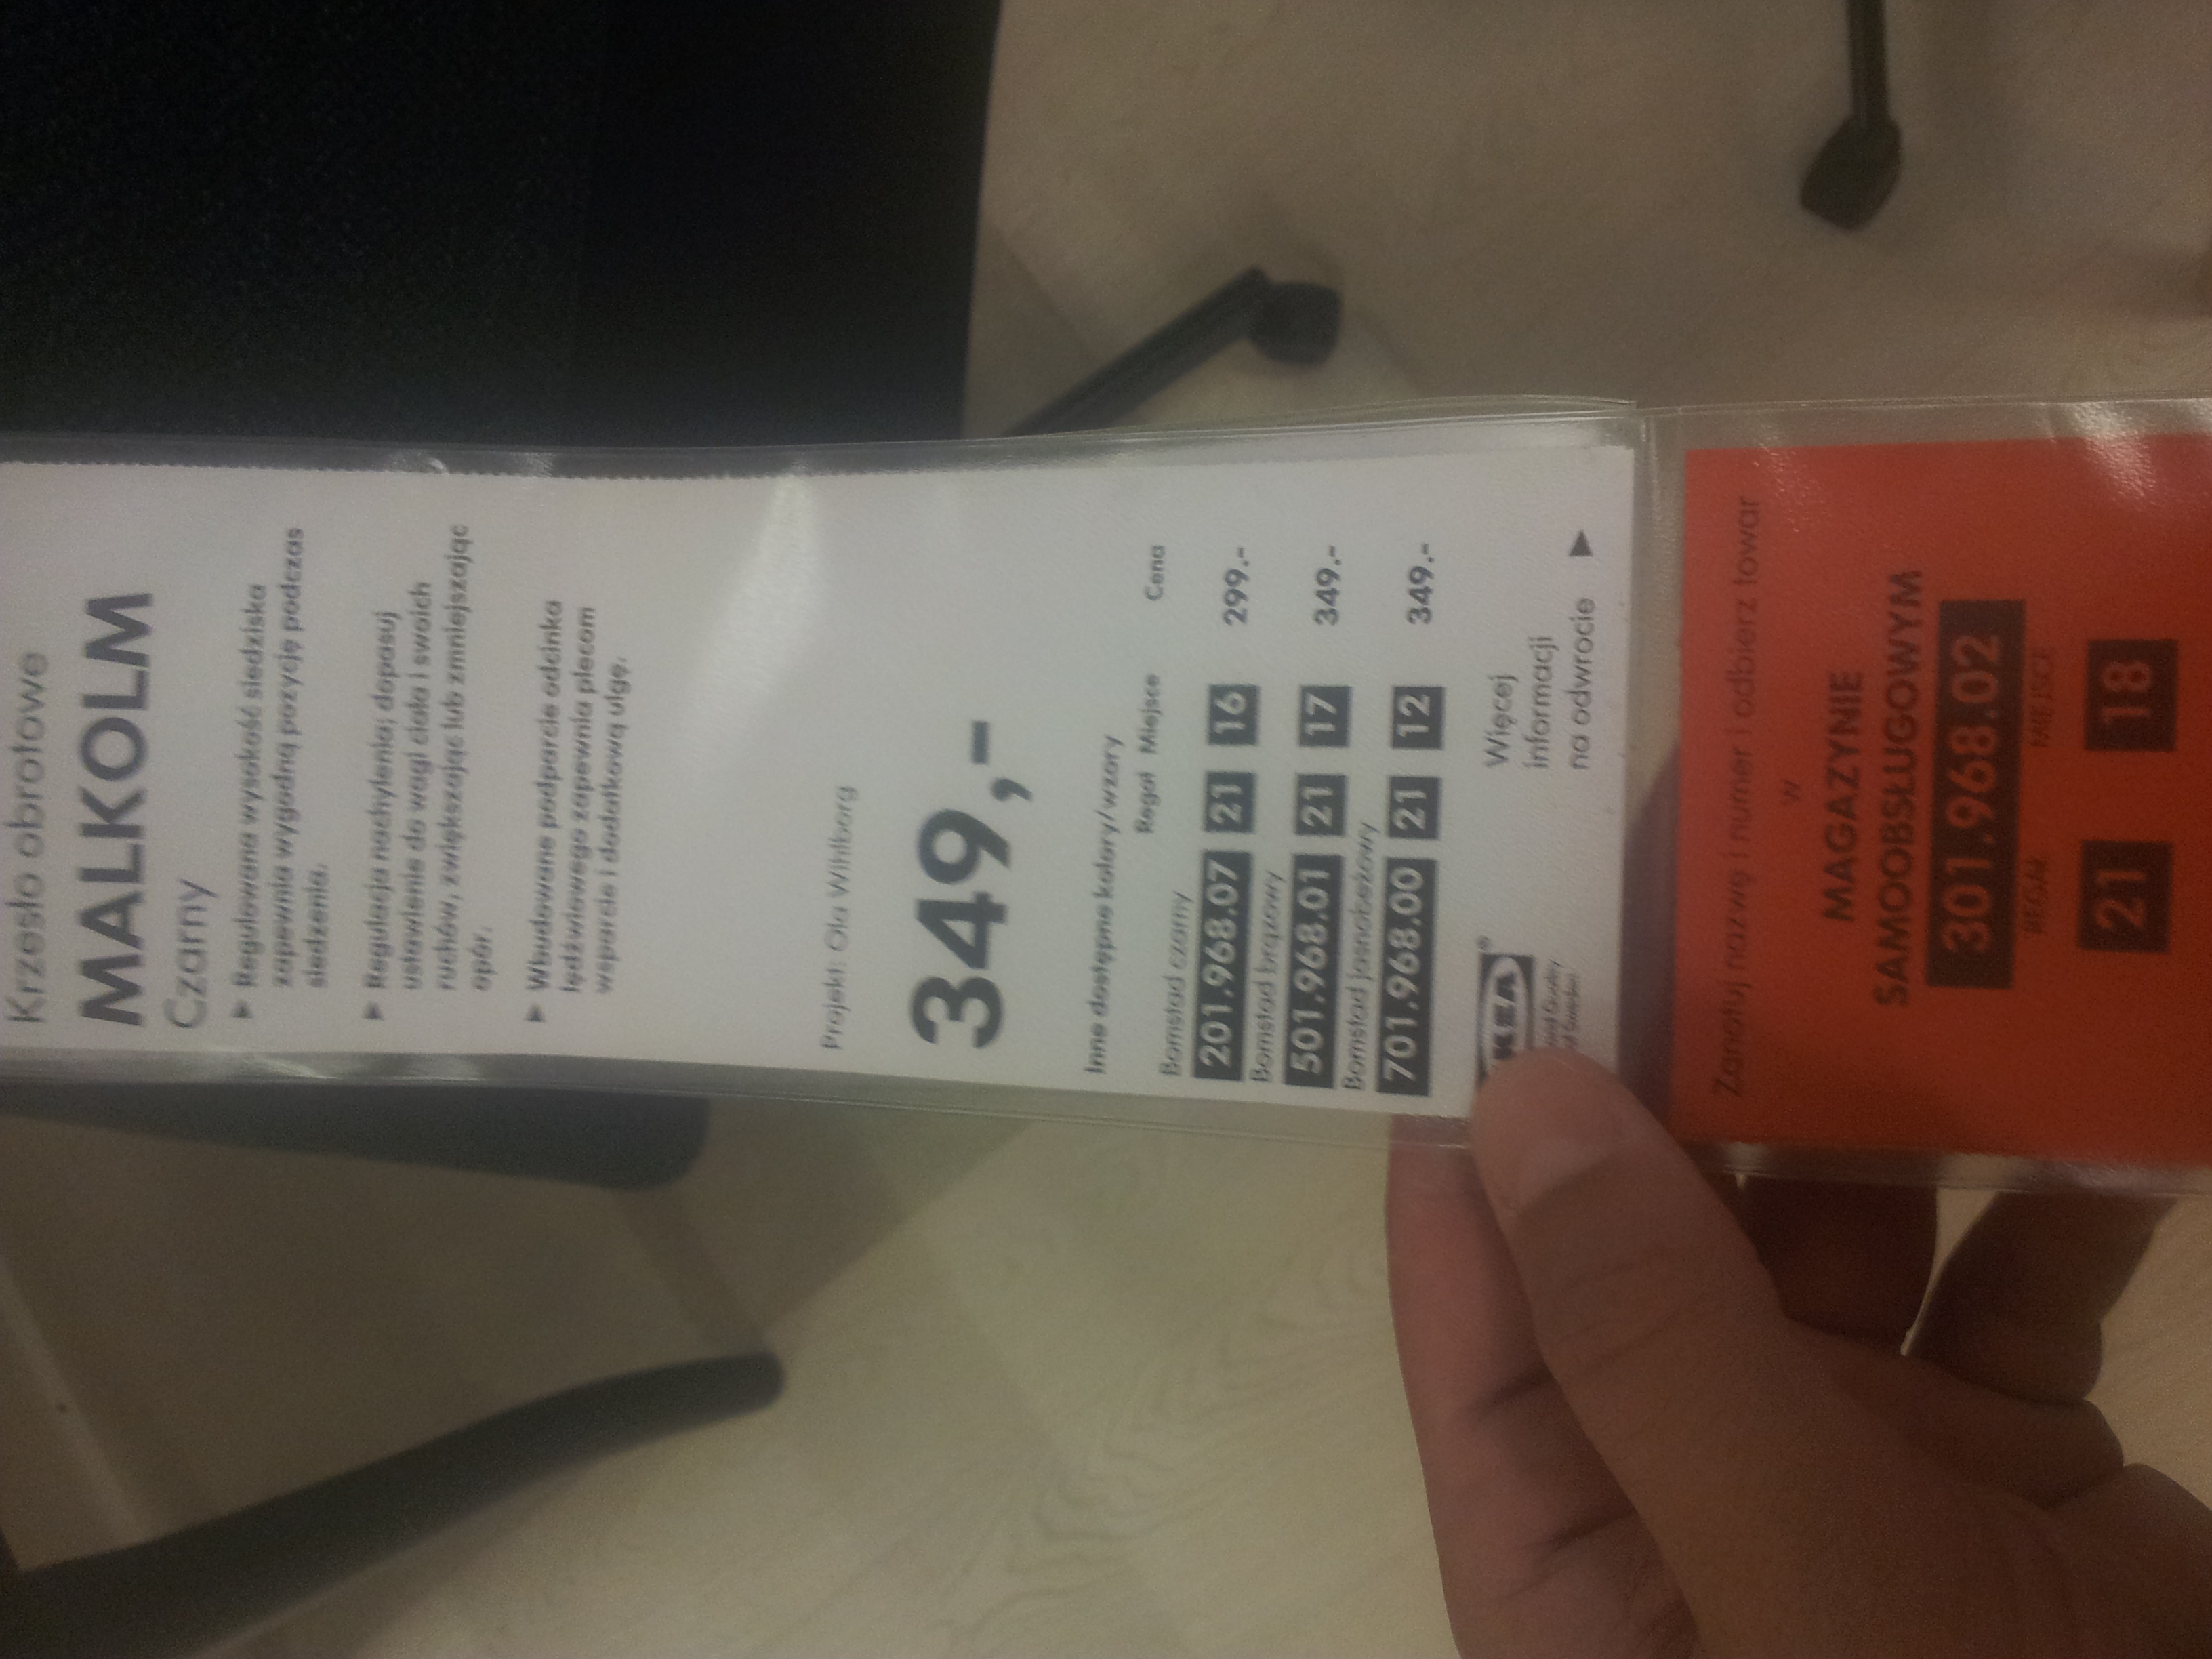 Krzesło obrotowe
MALKOLM
Czarny
▶ Regulowana wysokość siedziska
zapewnia wygodną pozycję podczas
siedzenia.
▶ Regulacja nachylenia; dopasuj
ustawienie do wagi ciała i swoich
ruchów, zwiększając lub zmniejszając
opór.
▶ Wbudowane podparcie odcinka
lędźwiowego zapewnia plecom
wsparcie i dodatkową ulgę.
Projekt: Ola Wihlborg
349,-
Inne dostępne kolory/wzory
Regał Miejsce Cena
Bomstad czarny
201.968.07 21 16 299.-
Bomstad brązowy
501.968.01 21 17 349.-
Bomstad jasnobeżowy
701.968.00 21 12 349.-
IKEA®
Więcej
informacji
na odwrocie ▶
Zanotuj nazwę i numer i odbierz towar
w
MAGAZYNIE
SAMOOBSŁUGOWYM
301.968.02
REGAŁ MIEJSCE
21 18